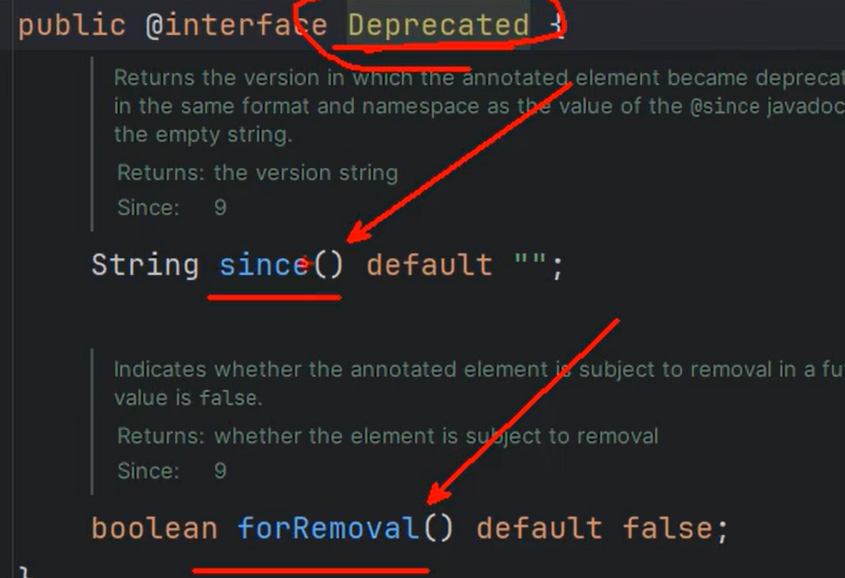 public @interface Deprecated {
Returns the version in which the annotated element became deprecat
in the same format and namespace as the value of the @since javadoc
the empty string.
Returns: the version string
Since: 9
String since() default "";
Indicates whether the annotated element is subject to removal in a fu
value is false.
Returns: whether the element is subject to removal
Since: 9
boolean forRemoval() default false;
}